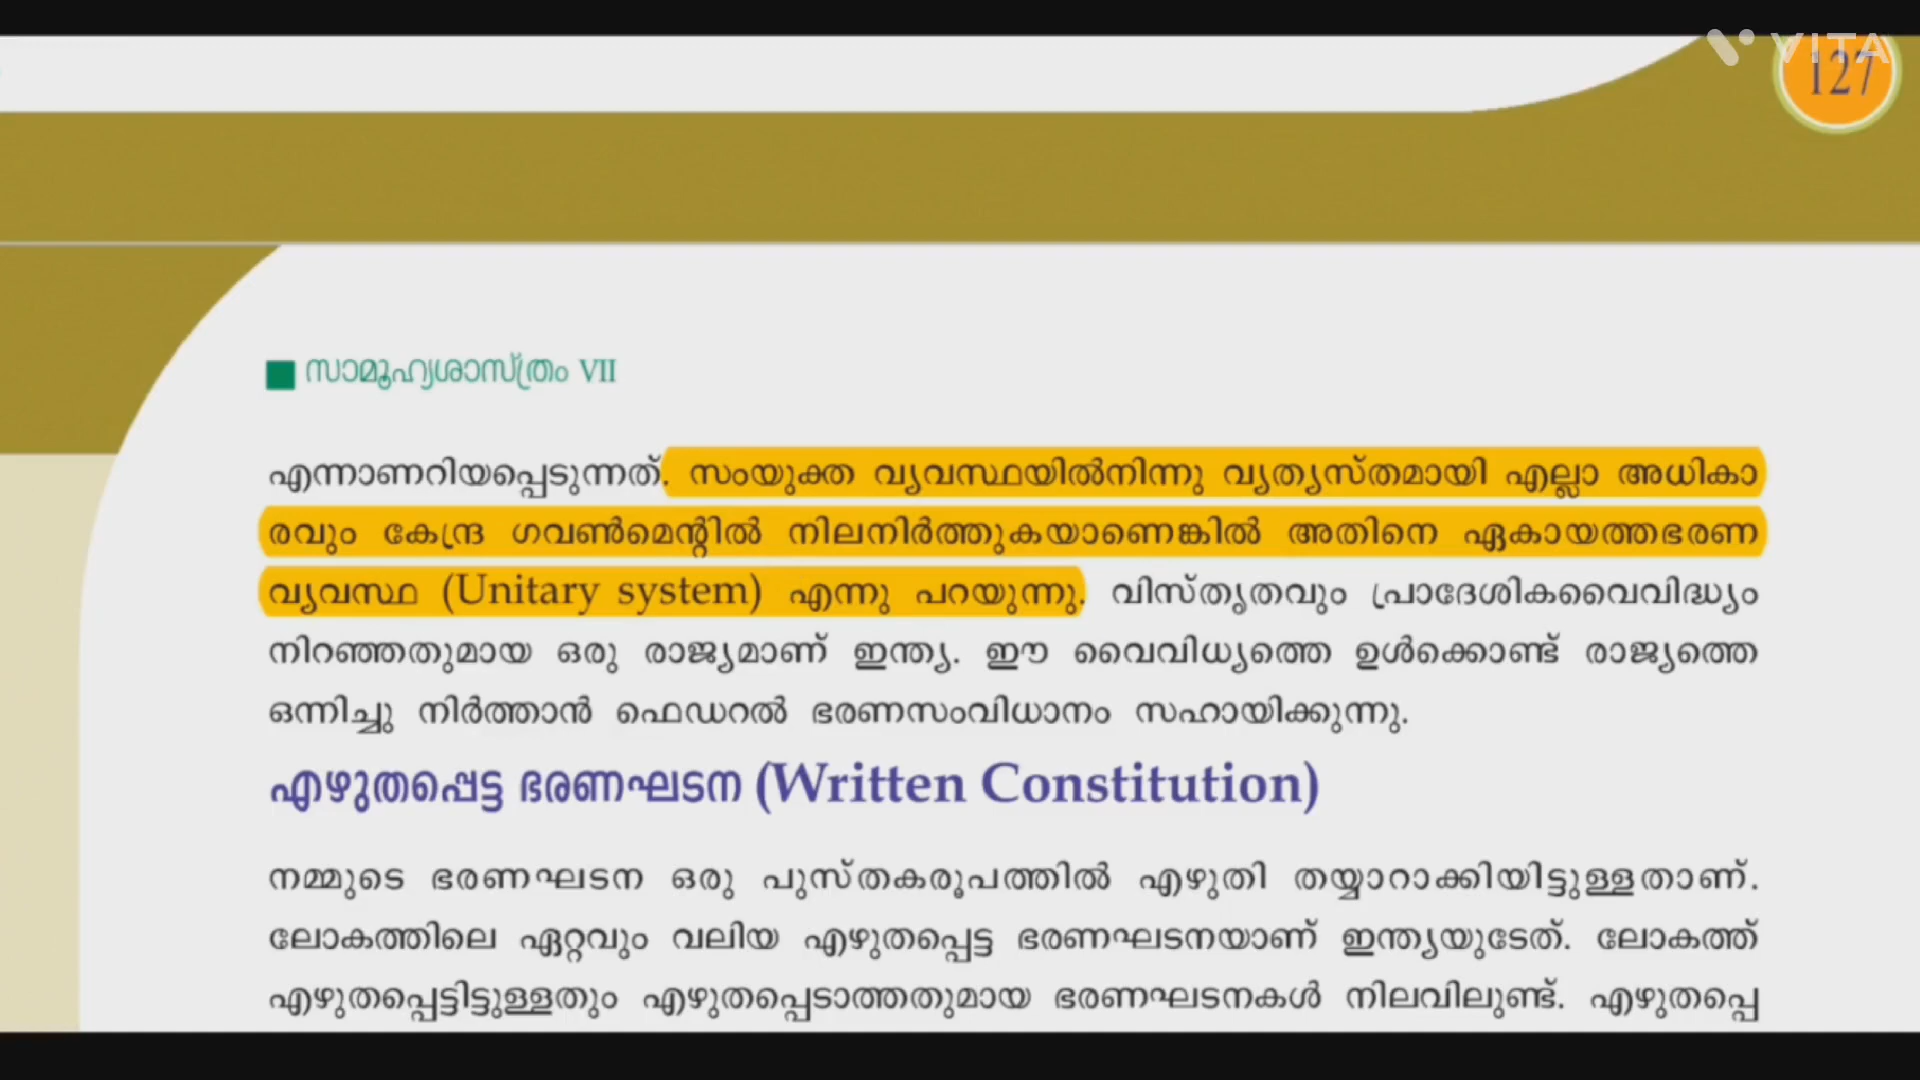 VITA
127
സാമൂഹ്യശാസ്ത്രം VII
എന്നാണറിയപ്പെടുന്നത്. സംയുക്ത വ്യവസ്ഥയിൽനിന്നു വ്യത്യസ്തമായി എല്ലാ അധികാ
രവും കേന്ദ്ര ഗവൺമെന്റിൽ നിലനിർത്തുകയാണെങ്കിൽ അതിനെ ഏകായത്തഭരണ
വ്യവസ്ഥ (Unitary system) എന്നു പറയുന്നു. വിസ്തൃതവും പ്രാദേശികവൈവിദ്ധ്യം
നിറഞ്ഞതുമായ ഒരു രാജ്യമാണ് ഇന്ത്യ. ഈ വൈവിധ്യത്തെ ഉൾക്കൊണ്ട് രാജ്യത്തെ
ഒന്നിച്ചു നിർത്താൻ ഫെഡറൽ ഭരണസംവിധാനം സഹായിക്കുന്നു.
എഴുതപ്പെട്ട ഭരണഘടന (Written Constitution)
നമ്മുടെ ഭരണഘടന ഒരു പുസ്തകരൂപത്തിൽ എഴുതി തയ്യാറാക്കിയിട്ടുള്ളതാണ്.
ലോകത്തിലെ ഏറ്റവും വലിയ എഴുതപ്പെട്ട ഭരണഘടനയാണ് ഇന്ത്യയുടേത്. ലോകത്ത്
എഴുതപ്പെട്ടിട്ടുള്ളതും എഴുതപ്പെടാത്തതുമായ ഭരണഘടനകൾ നിലവിലുണ്ട്. എഴുതപ്പെ